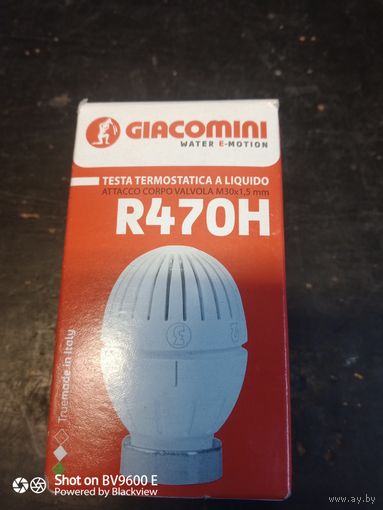 GIACOMINI
WATER E-MOTION
TESTA TERMOSTATICA A LIQUIDO
ATTACCO CORPO VALVOLA M30x1,5 mm
R470H
Truemade in Italy
Shot on BV9600 E
Powered by Blackview
www.ay.by